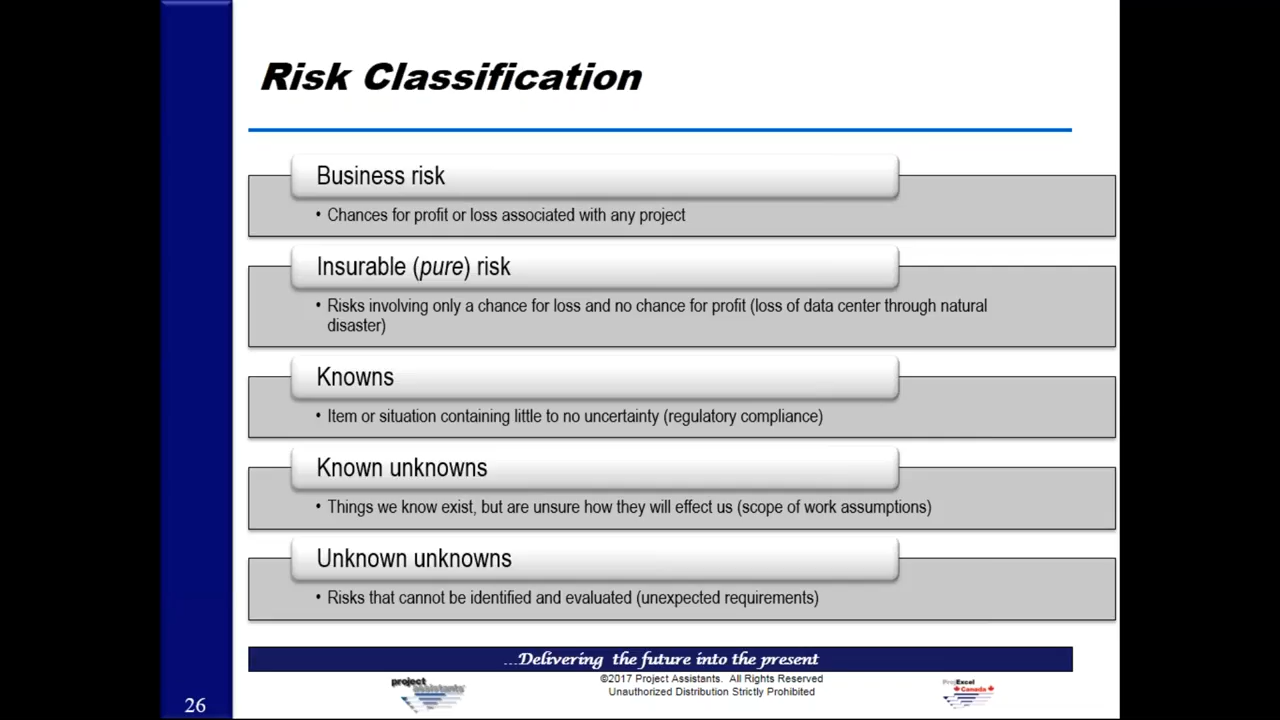 Risk Classification
Business risk
• Chances for profit or loss associated with any project
Insurable (pure) risk
• Risks involving only a chance for loss and no chance for profit (loss of data center through natural
disaster)
Knowns
• Item or situation containing little to no uncertainty (regulatory compliance)
Known unknowns
• Things we know exist, but are unsure how they will effect us (scope of work assumptions)
Unknown unknowns
• Risks that cannot be identified and evaluated (unexpected requirements)
...Delivering the future into the present
project
assistants
©2017 Project Assistants. All Rights Reserved
Unauthorized Distribution Strictly Prohibited
ProjExcel
Canada
26